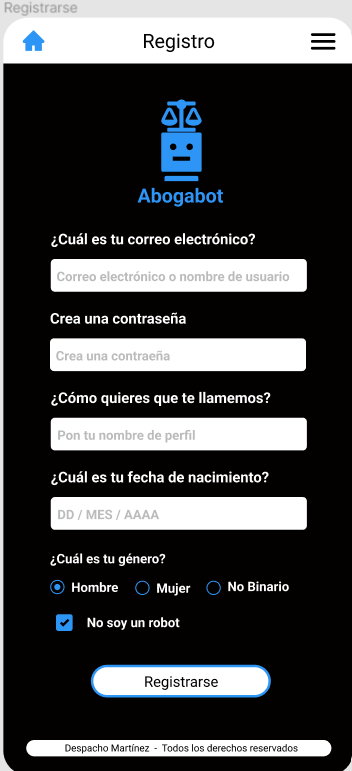 Registrarse
Registro
Abogabot
¿Cuál es tu correo electrónico?
Correo electrónico o nombre de usuario
Crea una contraseña
Crea una contraeña
¿Cómo quieres que te llamemos?
Pon tu nombre de perfil
¿Cuál es tu fecha de nacimiento?
DD / MES / AAAA
¿Cuál es tu género?
Hombre Mujer No Binario
No soy un robot
Registrarse
Despacho Martínez - Todos los derechos reservados